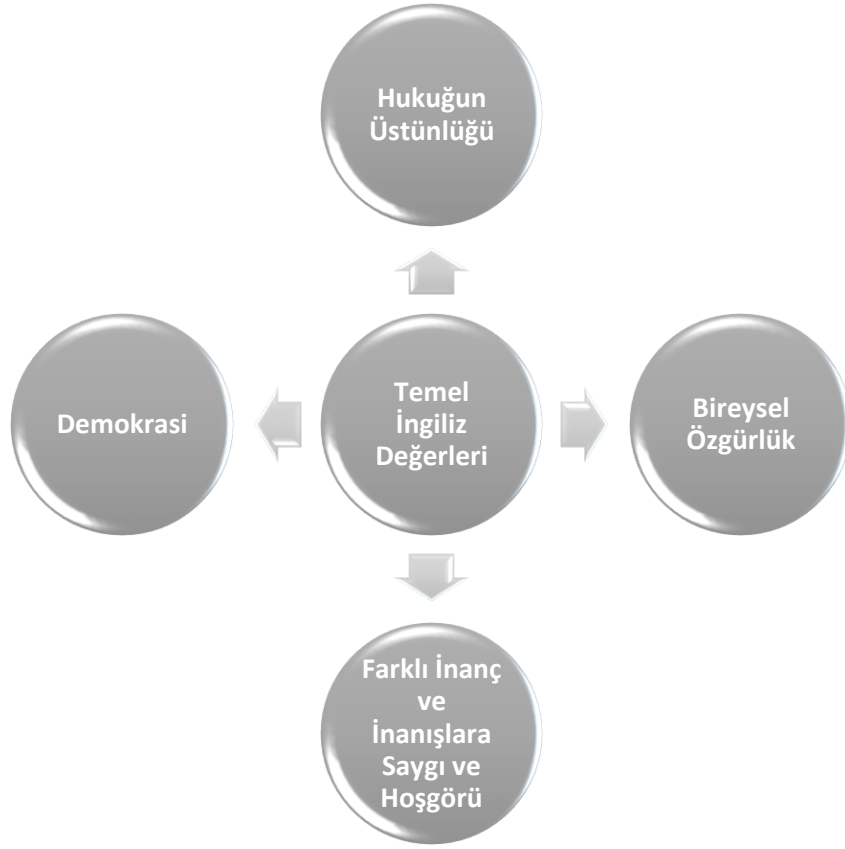 Hukuğun
Üstünlüğü
Demokrasi
Temel
İngiliz
Değerleri
Bireysel
Özgürlük
Farklı İnanç
ve
İnanışlara
Saygı ve
Hoşgörü